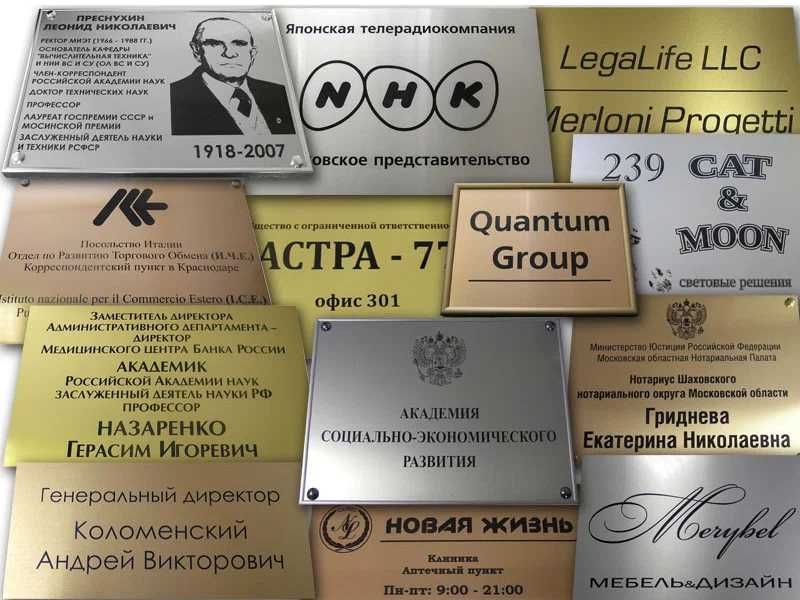 ПРЕСНУХИН
ЛЕОНИД НИКОЛАЕВИЧ
РЕКТОР МИЭТ (1966 - 1988 ГГ.)
ОСНОВАТЕЛЬ КАФЕДРЫ
"ВЫЧИСЛИТЕЛЬНАЯ ТЕХНИКА"
И НИИ ВС И СУ (ОЛ ВС И СУ)
ЧЛЕН-КОРРЕСПОНДЕНТ
РОССИЙСКОЙ АКАДЕМИИ НАУК
ДОКТОР ТЕХНИЧЕСКИХ НАУК
ПРОФЕССОР
ЛАУРЕАТ ГОСПРЕМИИ СССР и
МОСИНСКОЙ ПРЕМИИ
ЗАСЛУЖЕННЫЙ ДЕЯТЕЛЬ НАУКИ
И ТЕХНИКИ РСФСР
1918-2007
Японская телерадиокомпания
NHK
овское представительство
LegalLife LLC
Merloni Progetti
239 CAT
&
MOON
световые решения
Посольство Италии
Отдел по Развитию Торгового Обмена (И.Ч.Е.)
Корреспондентский пункт в Краснодаре
Istituto nazionale per il Commercio Estero (I.C.E.)
бщество с ограниченной ответственно
АСТРА - 77
офис 301
Quantum
Group
Заместитель директора
Административного департамента –
директор
Медицинского центра Банка России
АКАДЕМИК
Российской Академии наук
заслуженный деятель науки РФ
ПРОФЕССОР
НАЗАРЕНКО
Герасим Игоревич
АКАДЕМИЯ
СОЦИАЛЬНО-ЭКОНОМИЧЕСКОГО
РАЗВИТИЯ
Министерство Юстиции Российской Федерации
Московская областная Нотариальная Палата
Нотариус Шаховского
нотариального округа Московской области
Гриднева
Екатерина Николаевна
Генеральный директор
Коломенский
Андрей Викторович
НОВАЯ ЖИЗНЬ
Клиника
Аптечный пункт
Пн-пт: 9:00 - 21:00
Merybel
МЕБЕЛЬ&ДИЗАЙН